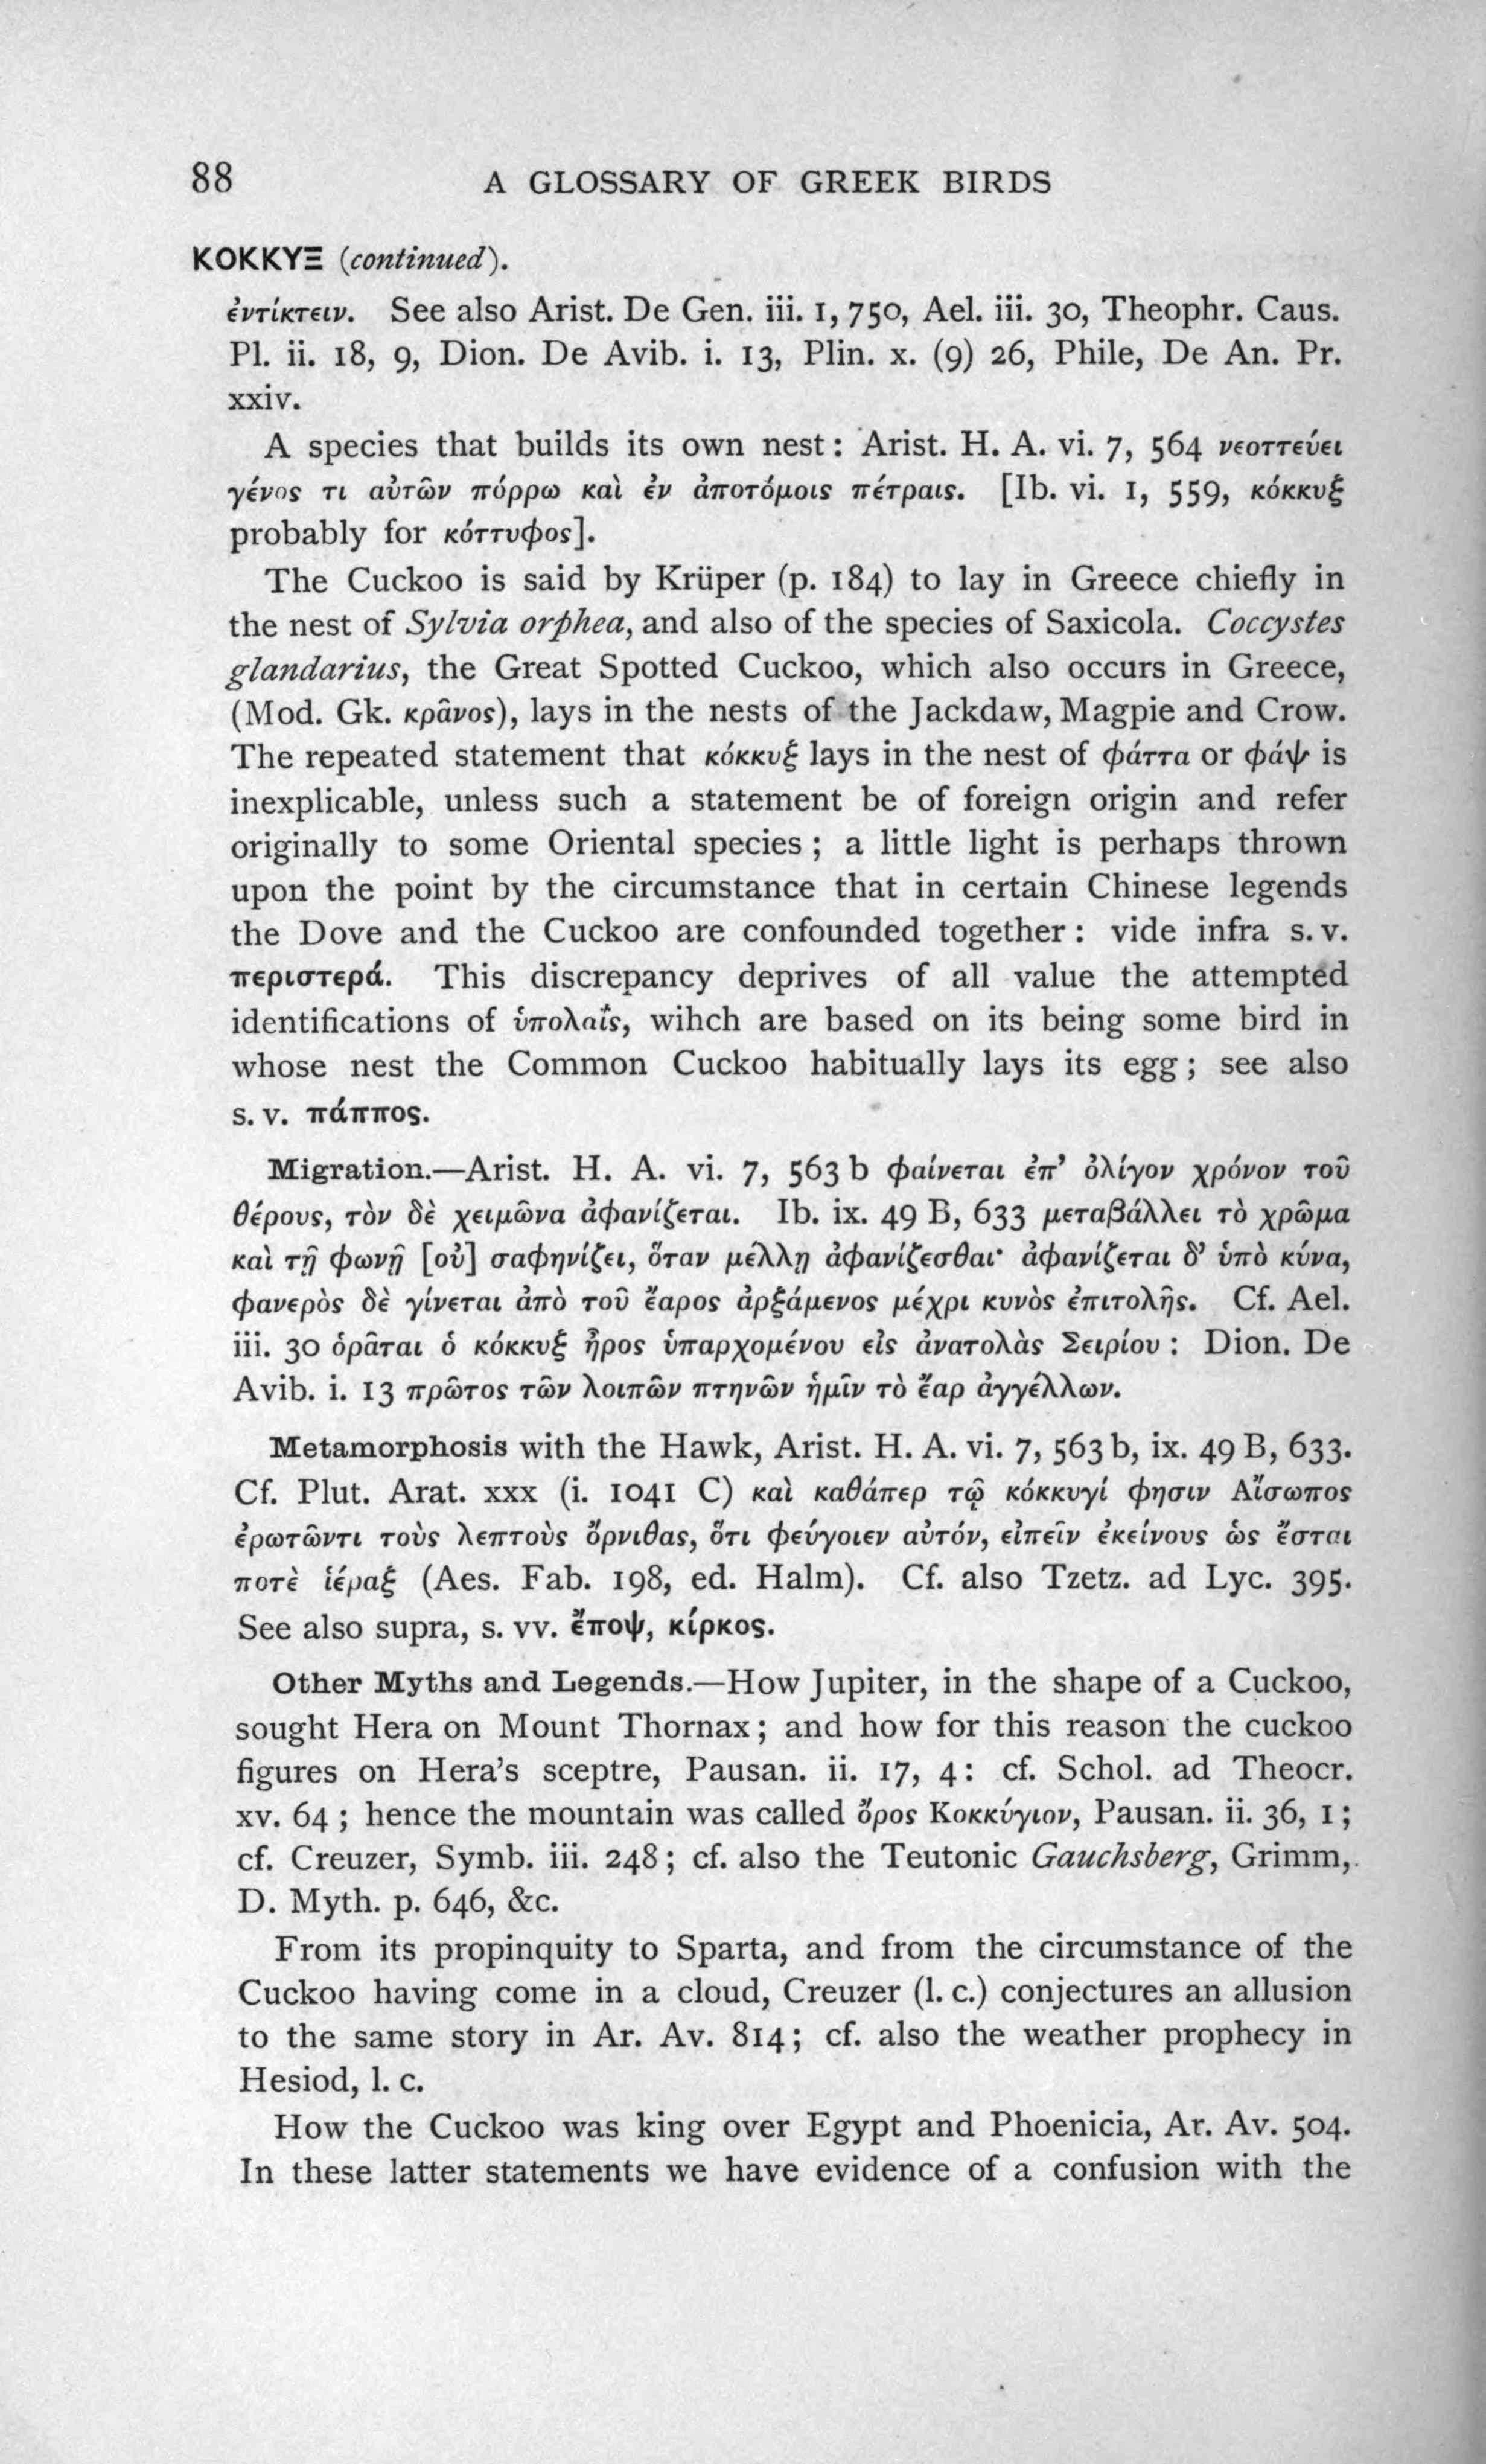 88 A GLOSSARY OF GREEK BIRDS
ΚΟΚΚΥΞ (continued).
ἐντίκτειν. See also Arist. De Gen. iii. 1, 750, Ael. iii. 30, Theophr. Caus.
Pl. ii. 18, 9, Dion. De Avib. i. 13, Plin. x. (9) 26, Phile, De An. Pr.
xxiv.
A species that builds its own nest: Arist. H. A. vi. 7, 564 νεοττεύει
γένος τι αὐτῶν πόρρω καὶ ἐν ἀποτόμοις πέτραις. [Ib. vi. 1, 559, κόκκυξ
probably for κόττυφος].
The Cuckoo is said by Krüper (p. 184) to lay in Greece chiefly in
the nest of Sylvia orphea, and also of the species of Saxicola. Coccystes
glandarius, the Great Spotted Cuckoo, which also occurs in Greece,
(Mod. Gk. κρᾶνος), lays in the nests of the Jackdaw, Magpie and Crow.
The repeated statement that κόκκυξ lays in the nest of φάττα or φάψ is
inexplicable, unless such a statement be of foreign origin and refer
originally to some Oriental species; a little light is perhaps thrown
upon the point by the circumstance that in certain Chinese legends
the Dove and the Cuckoo are confounded together: vide infra s. v.
περιστερά. This discrepancy deprives of all value the attempted
identifications of ὑπολαΐς, wihch are based on its being some bird in
whose nest the Common Cuckoo habitually lays its egg; see also
s. v. πάππος.
Migration.—Arist. H. A. vi. 7, 563 b φαίνεται ἐπ' ὀλίγον χρόνον τοῦ
θέρους, τὸν δὲ χειμῶνα ἀφανίζεται. Ib. ix. 49 B, 633 μεταβάλλει τὸ χρῶμα
καὶ τῇ φωνῇ [οὐ] σαφηνίζει, ὅταν μέλλῃ ἀφανίζεσθαι· ἀφανίζεται δ' ὑπὸ κύνα,
φανερὸς δὲ γίνεται ἀπὸ τοῦ ἔαρος ἀρξάμενος μέχρι κυνὸς ἐπιτολῆς. Cf. Ael.
iii. 30 ὁρᾶται ὁ κόκκυξ ἦρος ὑπαρχομένου εἰς ἀνατολὰς Σειρίου: Dion. De
Avib. i. 13 πρῶτος τῶν λοιπῶν πτηνῶν ἡμῖν τὸ ἔαρ ἀγγέλλων.
Metamorphosis with the Hawk, Arist. H. A. vi. 7, 563 b, ix. 49 B, 633.
Cf. Plut. Arat. xxx (i. 1041 C) καὶ καθάπερ τῷ κόκκυγί φησιν Αἴσωπος
ἐρωτῶντι τοὺς λεπτοὺς ὄρνιθας, ὅτι φεύγοιεν αὐτόν, εἰπεῖν ἐκείνους ὡς ἔσται
ποτὲ ἱέραξ (Aes. Fab. 198, ed. Halm). Cf. also Tzetz. ad Lyc. 395.
See also supra, s. vv. ἔποψ, κίρκος.
Other Myths and Legends.—How Jupiter, in the shape of a Cuckoo,
sought Hera on Mount Thornax; and how for this reason the cuckoo
figures on Hera's sceptre, Pausan. ii. 17, 4: cf. Schol. ad Theocr.
xv. 64; hence the mountain was called ὄρος Κοκκύγιον, Pausan. ii. 36, 1;
cf. Creuzer, Symb. iii. 248; cf. also the Teutonic Gauchsberg, Grimm,
D. Myth. p. 646, &c.
From its propinquity to Sparta, and from the circumstance of the
Cuckoo having come in a cloud, Creuzer (l. c.) conjectures an allusion
to the same story in Ar. Av. 814; cf. also the weather prophecy in
Hesiod, l. c.
How the Cuckoo was king over Egypt and Phoenicia, Ar. Av. 504.
In these latter statements we have evidence of a confusion with the